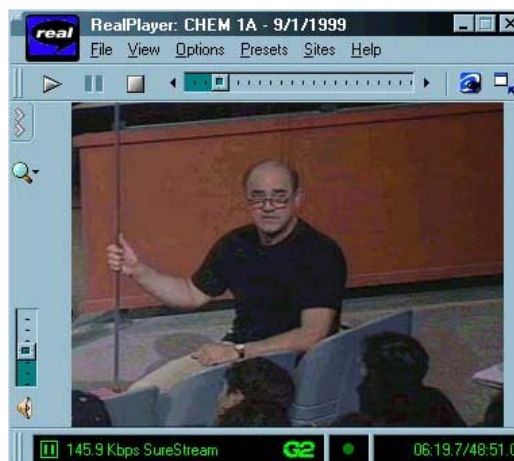 real
RealPlayer: CHEM 1A - 9/1/1999
File View Options Presets Sites Help
145.9 Kbps SureStream
G2
06:19.7/48:51.0